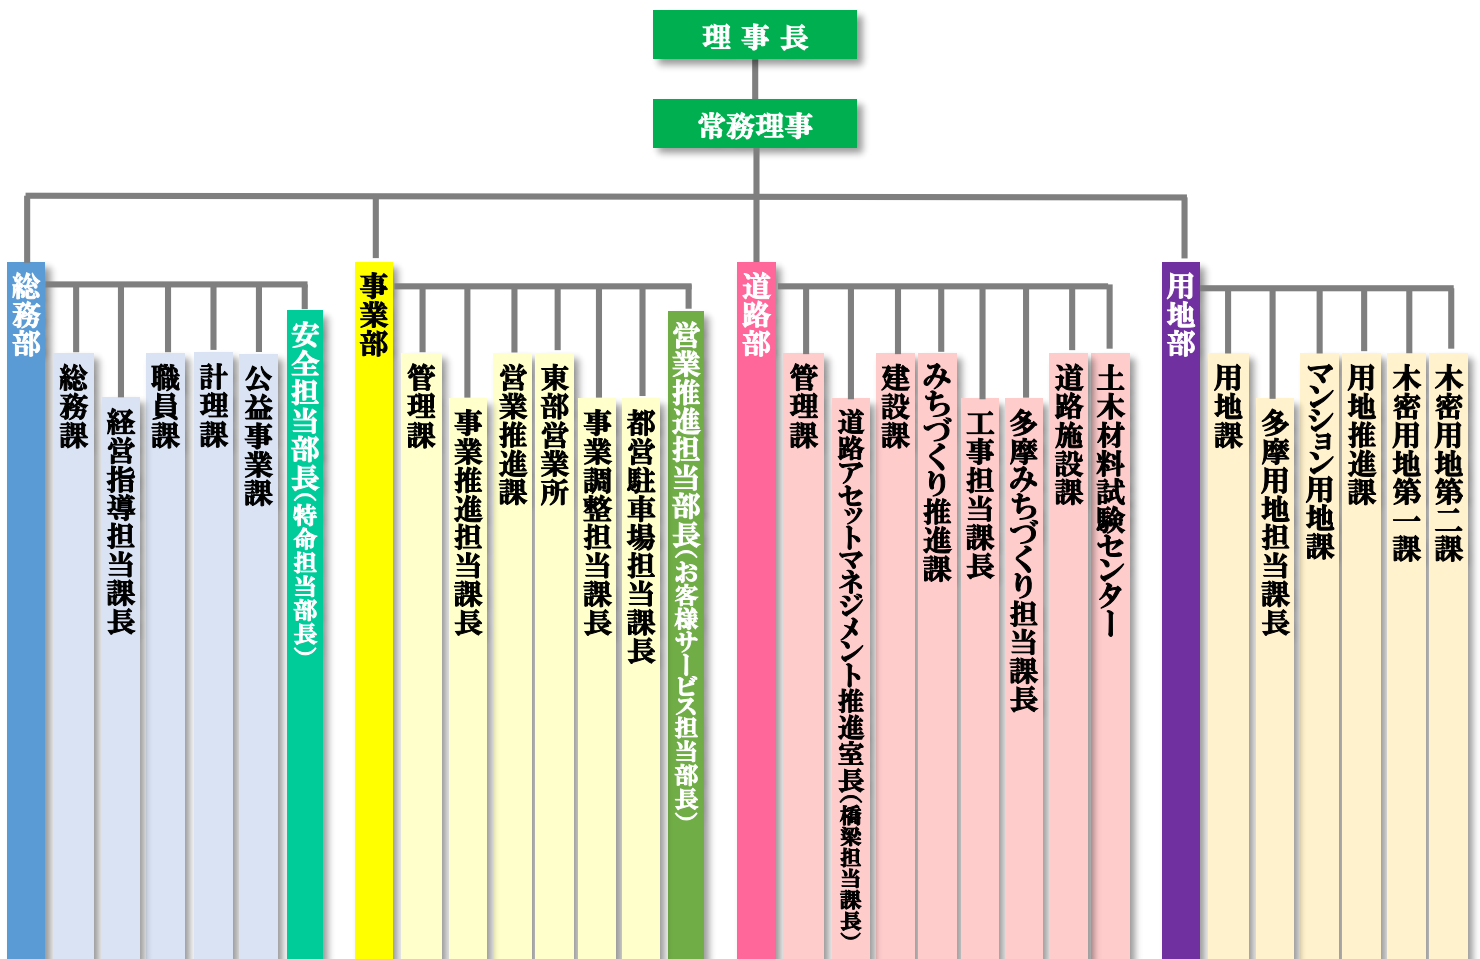 理事長
常務理事
総務部
総務課
経営指導担当課長
職員課
計理課
公益事業課
安全担当部長(特命担当部長)
事業部
管理課
事業推進担当課長
営業推進課
東部営業所
事業調整担当課長
都営駐車場担当課長
営業推進担当部長(お客様サービス担当部長)
道路部
管理課
道路アセットマネジメント推進室長(橋梁担当課長)
建設課
みちづくり推進課
工事担当課長
多摩みちづくり担当課長
道路施設課
土木材料試験センター
用地部
用地課
多摩用地担当課長
マンション用地課
用地推進課
木密用地第一課
木密用地第二課